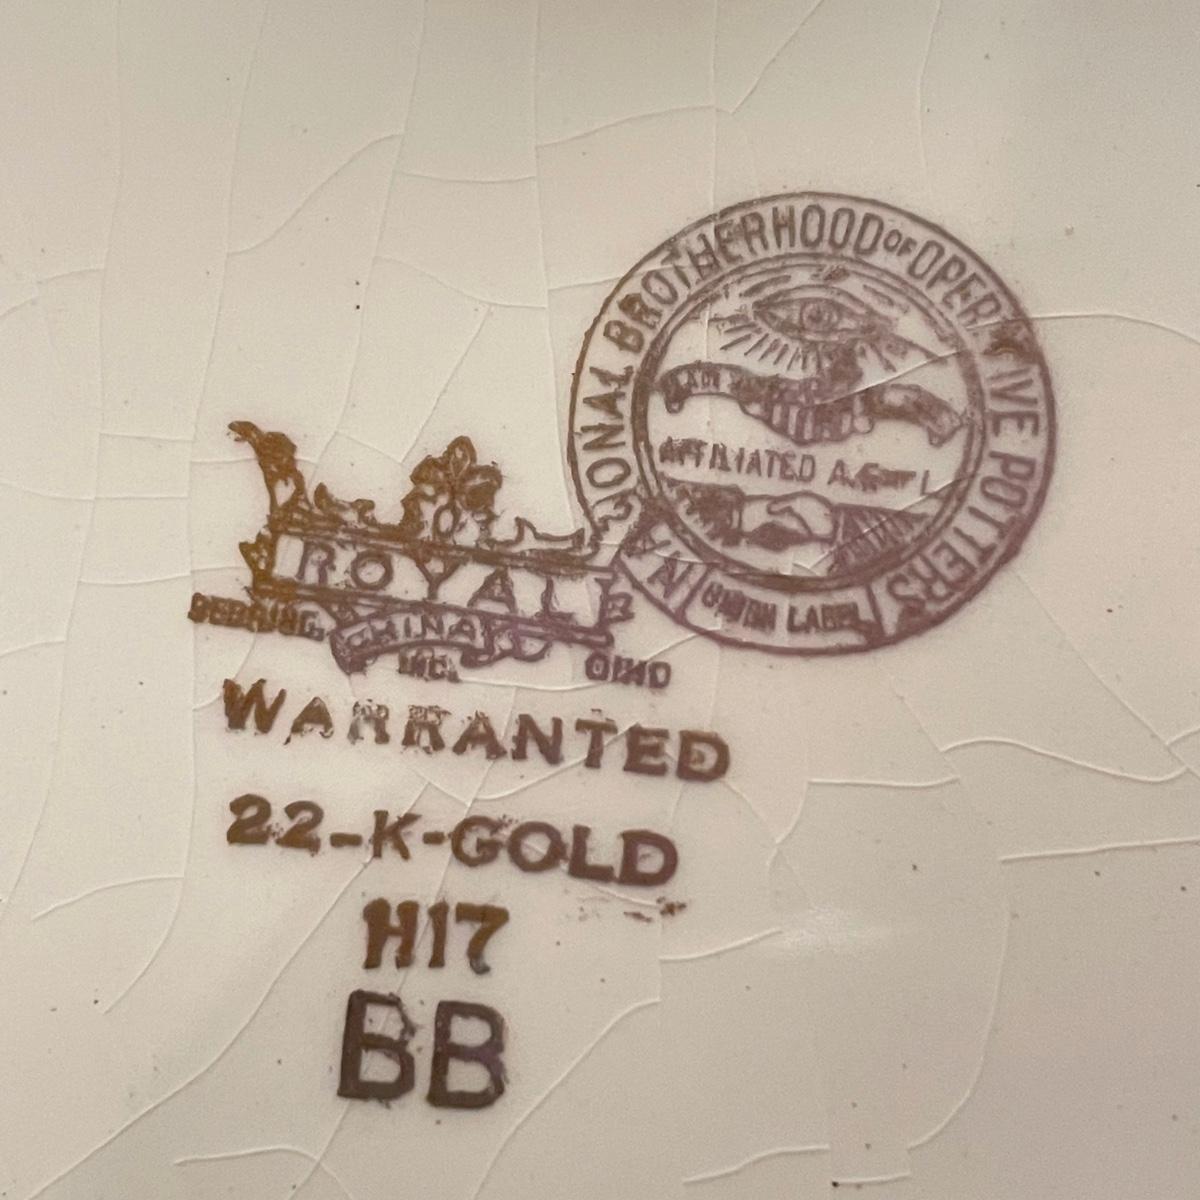 NATIONAL BROTHERHOOD OF OPERATIVE POTTERS
AFFILIATED A. F. of L
UNION LABEL
ROYAL
SEBRING, CHINA OHIO
INC.
WARRANTED
22-K-GOLD
H17
BB